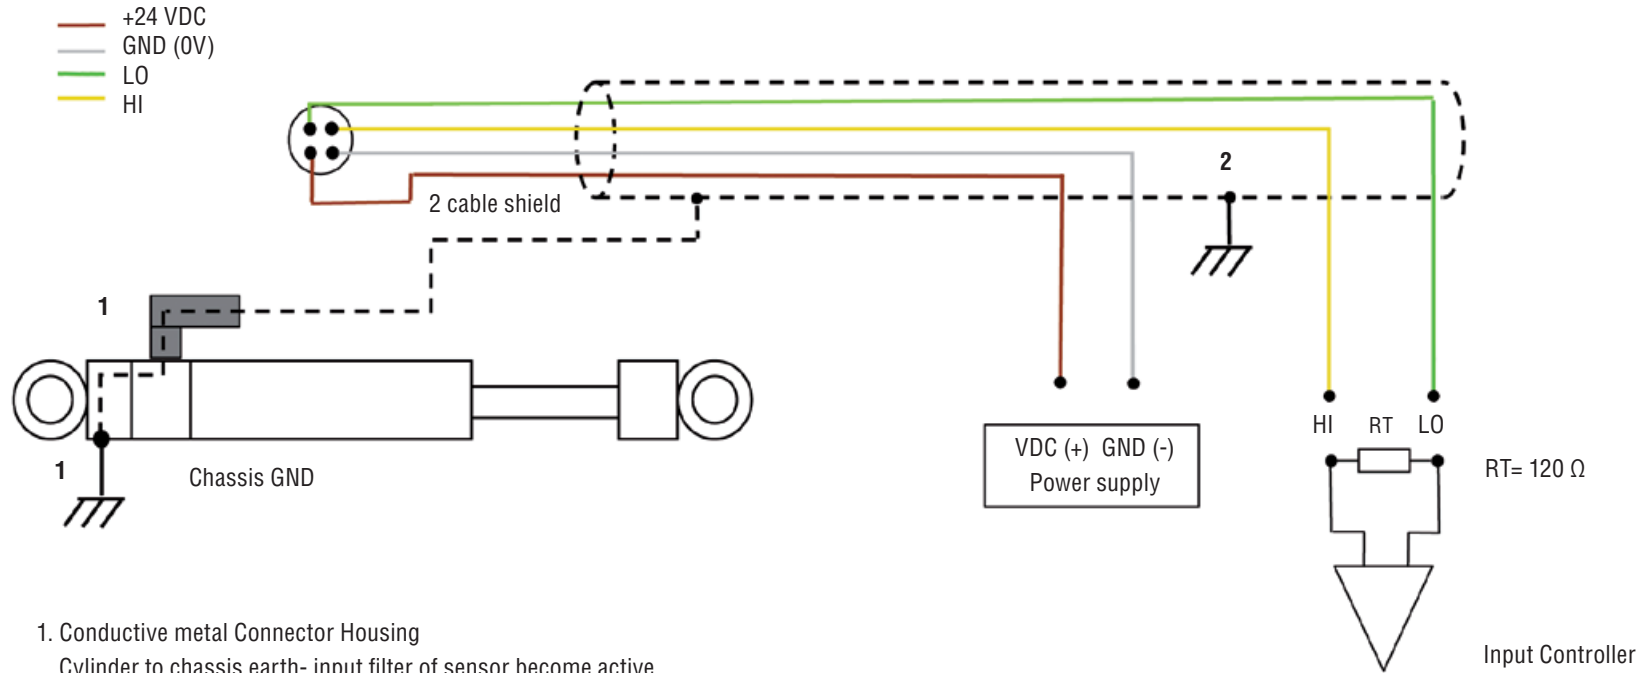 +24 VDC
GND (0V)
LO
HI
2
2 cable shield
1
1
Chassis GND
VDC (+) GND (-)
Power supply
HI RT LO
RT= 120 Ω
1. Conductive metal Connector Housing
Cylinder to chassis earth- input filter of sensor become active
Input Controller